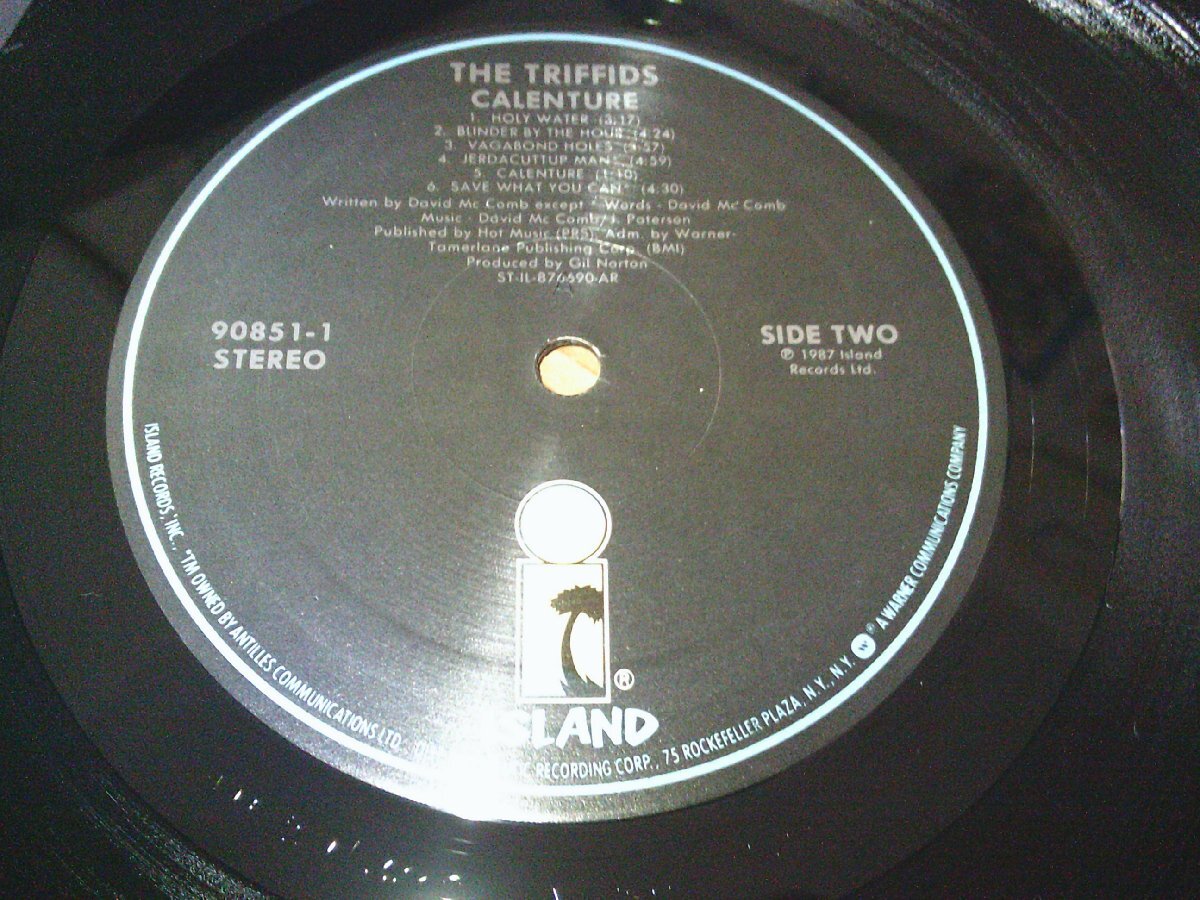 THE TRIFFIDS
CALENTURE
1. HOLY WATER (3:17)
2. BLINDER BY THE HOUR (4:24)
3. VAGABOND HOLES (3:57)
4. JERDACUTTUP MAN* (4:59)
5. CALENTURE (1:10)
6. SAVE WHAT YOU CAN* (4:30)
Written by David Mc Comb except * Words - David Mc Comb
Music - David Mc Comb/J. Paterson
Published by Hot Music (PRS), Adm. by Warner-
Tamerlane Publishing Corp (BMI)
Produced by Gil Norton
ST-IL-876690-AR
90851-1
STEREO
SIDE TWO
℗ 1987 Island
Records Ltd.
®
ISLAND
ISLAND RECORDS, INC., *TM OWNED BY ANTILLES COMMUNICATIONS LTD. RECORDING CORP., 75 ROCKEFELLER PLAZA, N.Y., N.Y. W ® A WARNER COMMUNICATIONS COMPANY